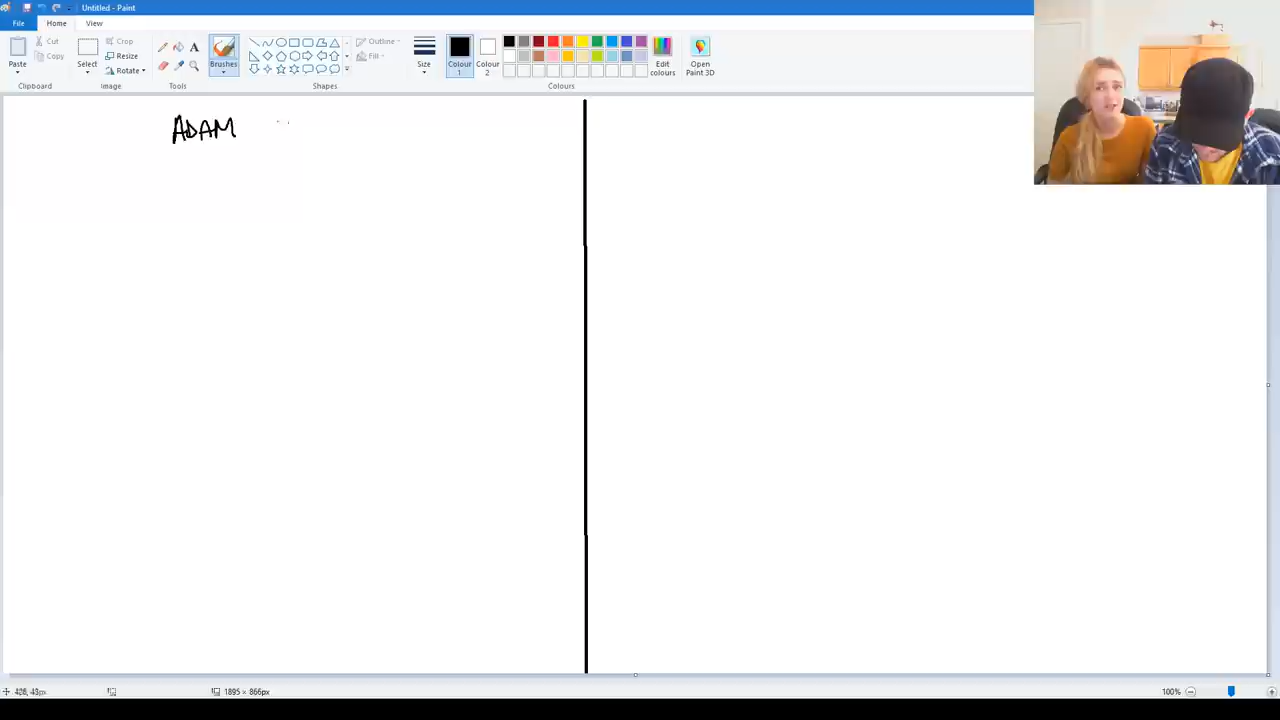 Untitled - Paint
File Home View
Paste
Cut
Copy
Clipboard
Select
Crop
Resize
Rotate
Image
A
Tools
Brushes
Outline
Fill
Shapes
Size
Colour 1
Colour 2
Colours
Edit colours
Open Paint 3D
ADAM
1895 × 866px
100%